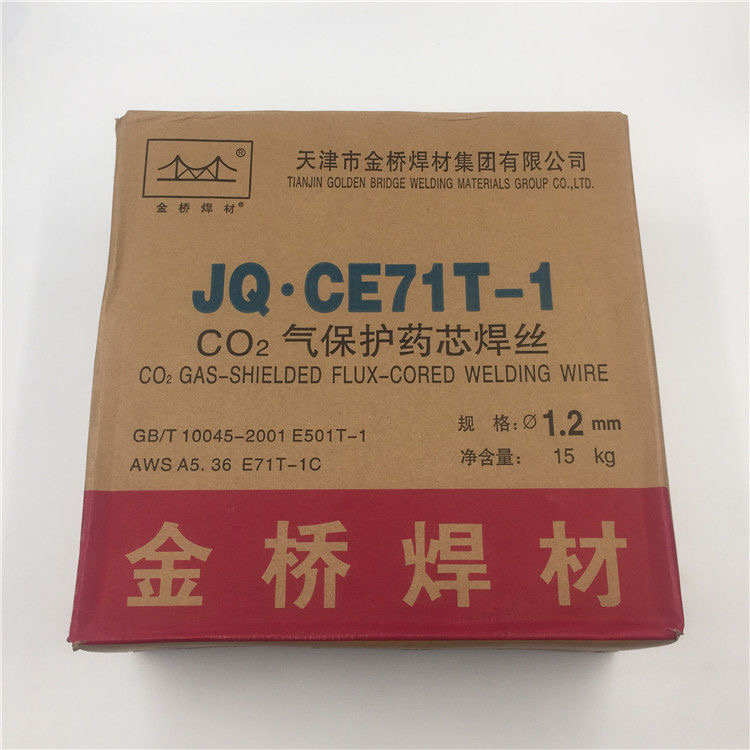 ®
金桥焊材®
天津市金桥焊材集团有限公司
TIANJIN GOLDEN BRIDGE WELDING MATERIALS GROUP CO.,LTD.
JQ·CE71T-1
CO₂ 气保护药芯焊丝
CO₂ GAS-SHIELDED FLUX-CORED WELDING WIRE
GB/T 10045-2001 E501T-1
AWS A5. 36 E71T-1C
规 格: Ø 1.2 mm
净含量: 15 kg
金桥焊材